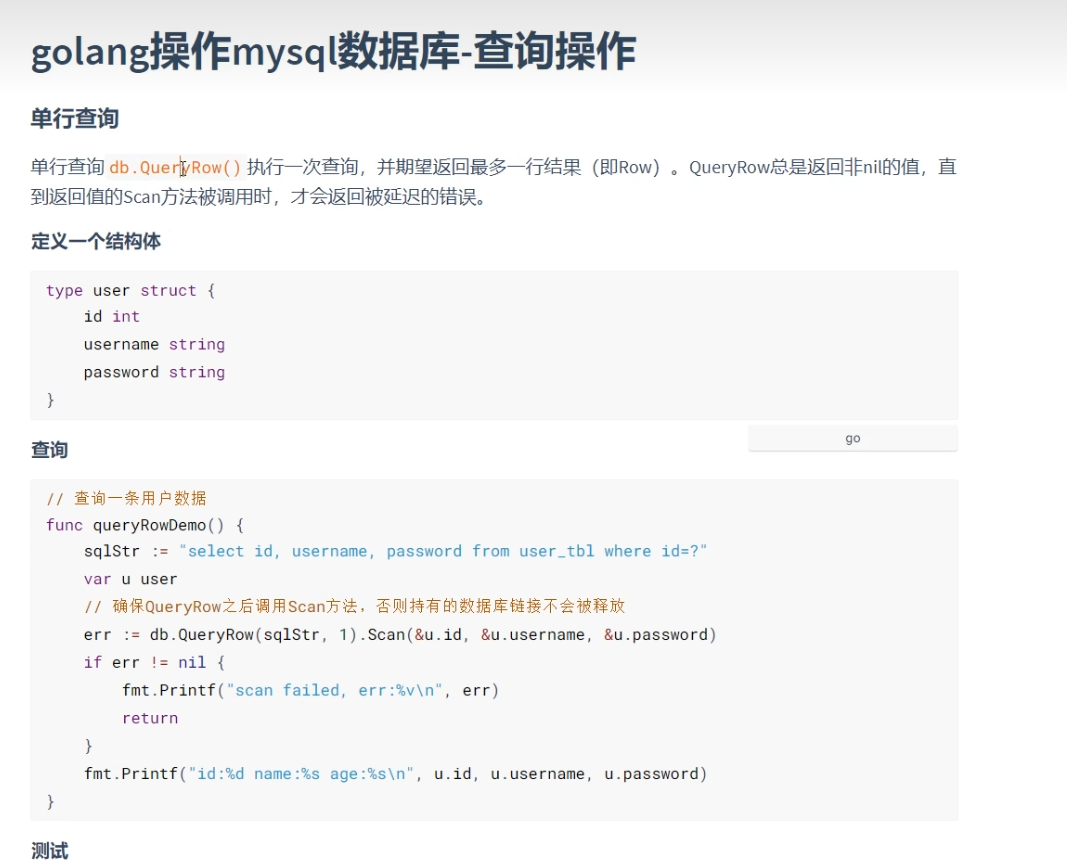 golang操作mysql数据库-查询操作
单行查询
单行查询 db.QueryRow() 执行一次查询，并期望返回最多一行结果（即Row）。QueryRow总是返回非nil的值，直
到返回值的Scan方法被调用时，才会返回被延迟的错误。
定义一个结构体
type user struct {
    id int
    username string
    password string
}
go
查询
// 查询一条用户数据
func queryRowDemo() {
    sqlStr := "select id, username, password from user_tbl where id=?"
    var u user
    // 确保QueryRow之后调用Scan方法，否则持有的数据库链接不会被释放
    err := db.QueryRow(sqlStr, 1).Scan(&u.id, &u.username, &u.password)
    if err != nil {
        fmt.Printf("scan failed, err:%v\n", err)
        return
    }
    fmt.Printf("id:%d name:%s age:%s\n", u.id, u.username, u.password)
}
测试